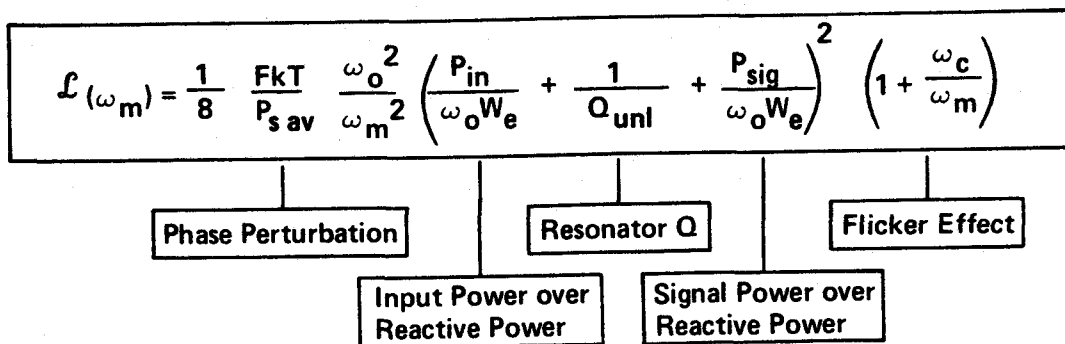 ℒ(ωm) = 1/8 FkT/Ps av ωo²/ωm² (Pin/ωoWe + 1/Qunl + Psig/ωoWe)² (1 + ωc/ωm)
Phase Perturbation
Resonator Q
Flicker Effect
Input Power over
Reactive Power
Signal Power over
Reactive Power